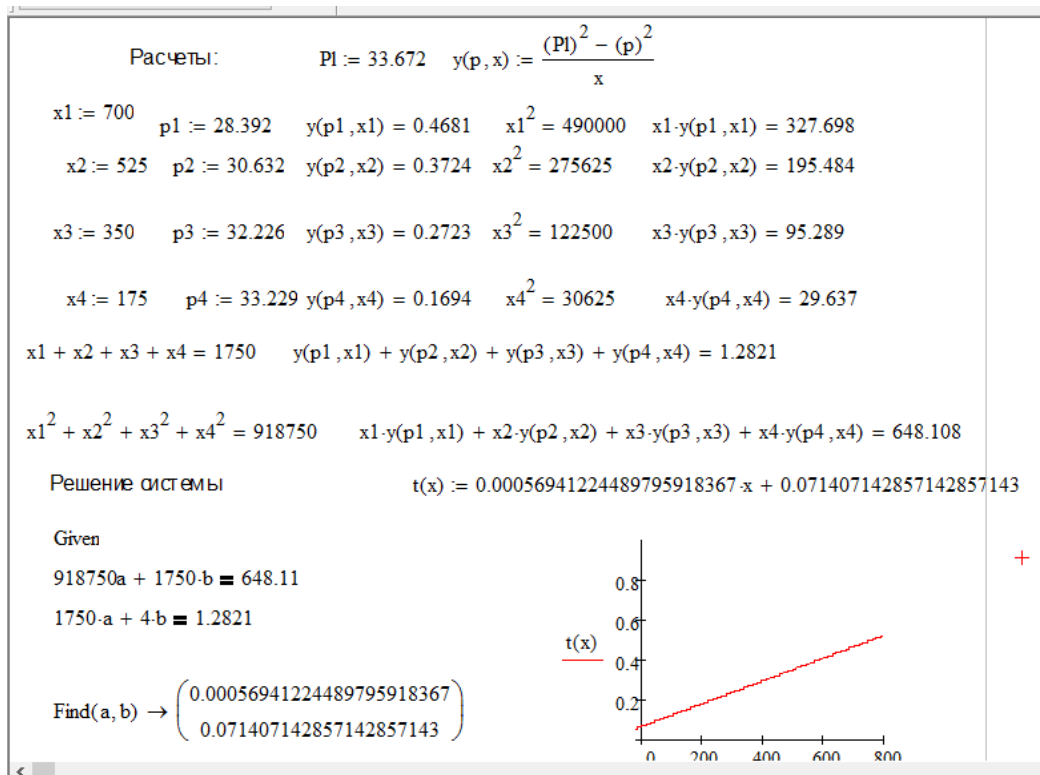 Расчеты: Pl := 33.672 y(p,x) := ((Pl)^2 − (p)^2)/x
x1 := 700 p1 := 28.392 y(p1,x1) = 0.4681 x1^2 = 490000 x1·y(p1,x1) = 327.698
x2 := 525 p2 := 30.632 y(p2,x2) = 0.3724 x2^2 = 275625 x2·y(p2,x2) = 195.484
x3 := 350 p3 := 32.226 y(p3,x3) = 0.2723 x3^2 = 122500 x3·y(p3,x3) = 95.289
x4 := 175 p4 := 33.229 y(p4,x4) = 0.1694 x4^2 = 30625 x4·y(p4,x4) = 29.637
x1 + x2 + x3 + x4 = 1750 y(p1,x1) + y(p2,x2) + y(p3,x3) + y(p4,x4) = 1.2821
x1^2 + x2^2 + x3^2 + x4^2 = 918750 x1·y(p1,x1) + x2·y(p2,x2) + x3·y(p3,x3) + x4·y(p4,x4) = 648.108
Решение системы t(x) := 0.00056941224489795918367·x + 0.071407142857142857143
Given
918750a + 1750·b = 648.11
1750·a + 4·b = 1.2821
Find(a,b) → (0.00056941224489795918367
0.071407142857142857143)
0.8
0.6
t(x)
0.4
0.2
0 200 400 600 800